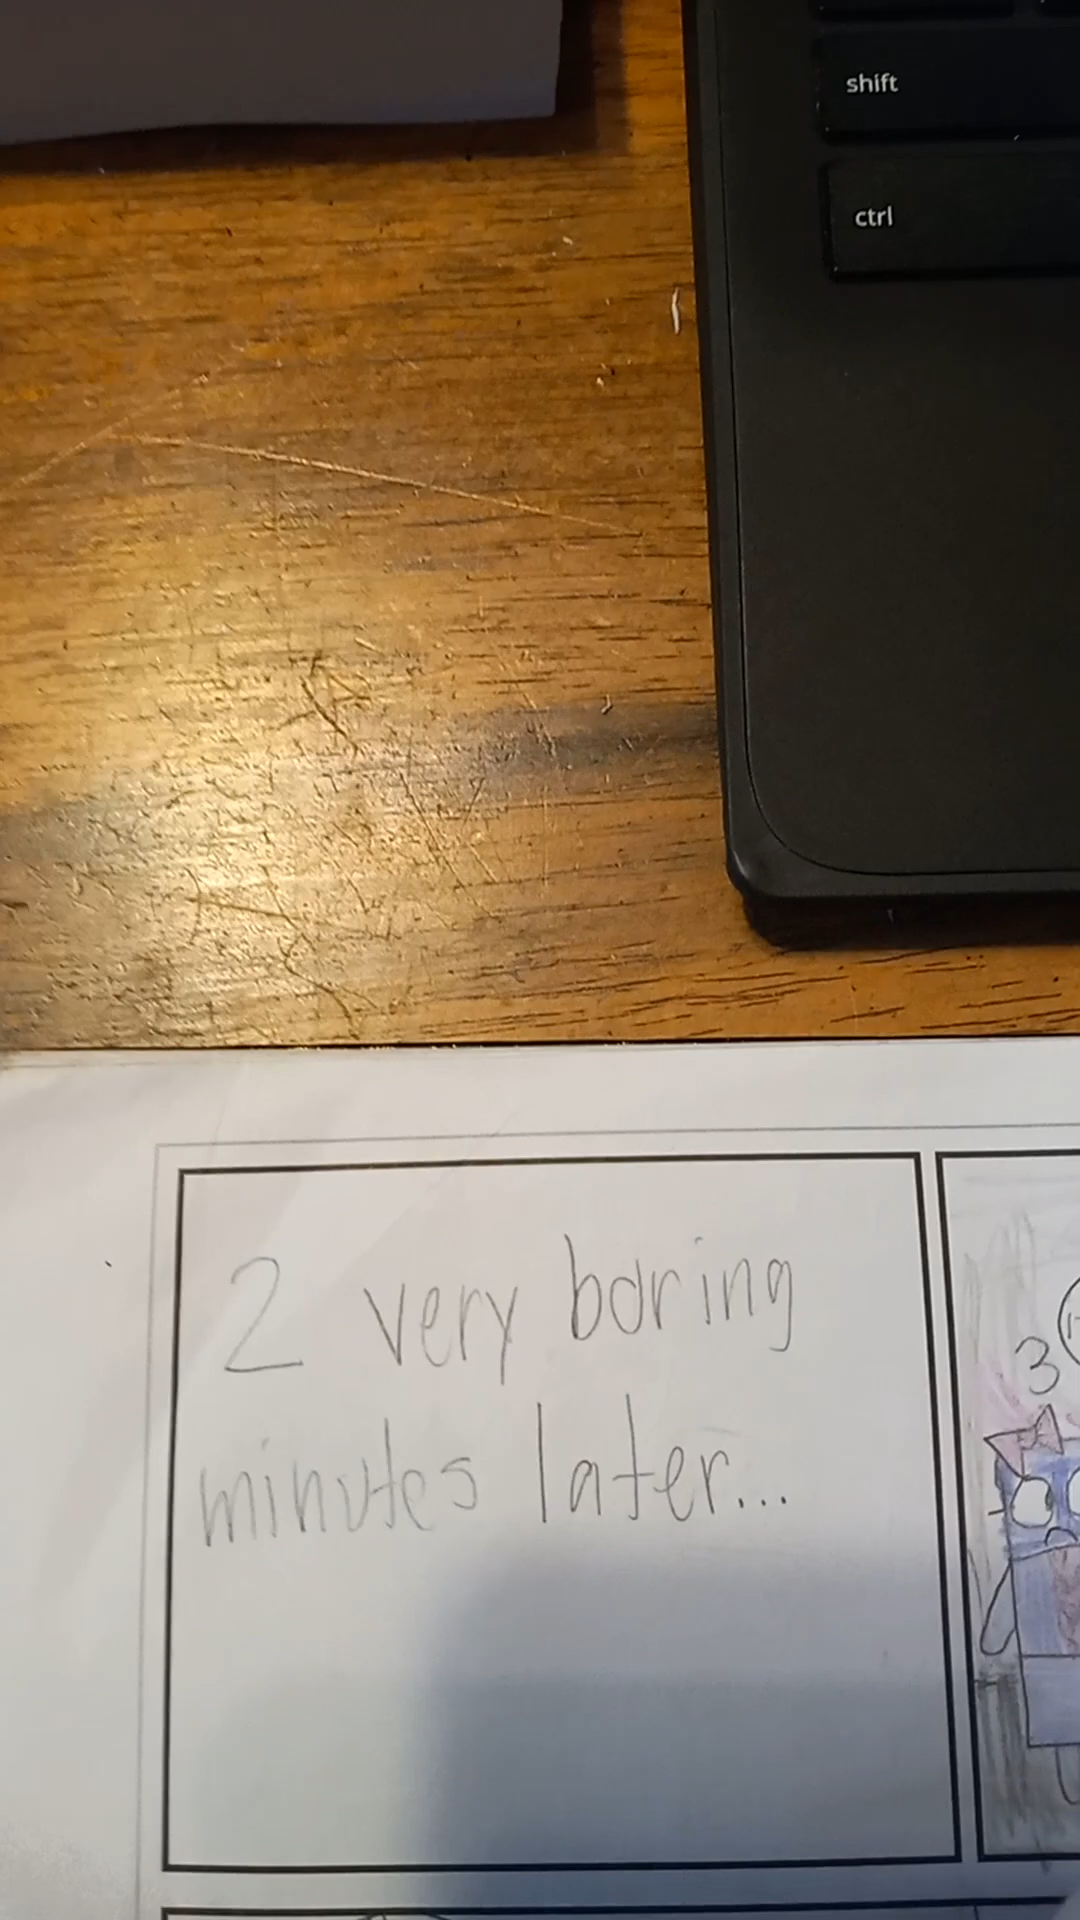 shift
ctrl
2 very boring
minutes later...
3